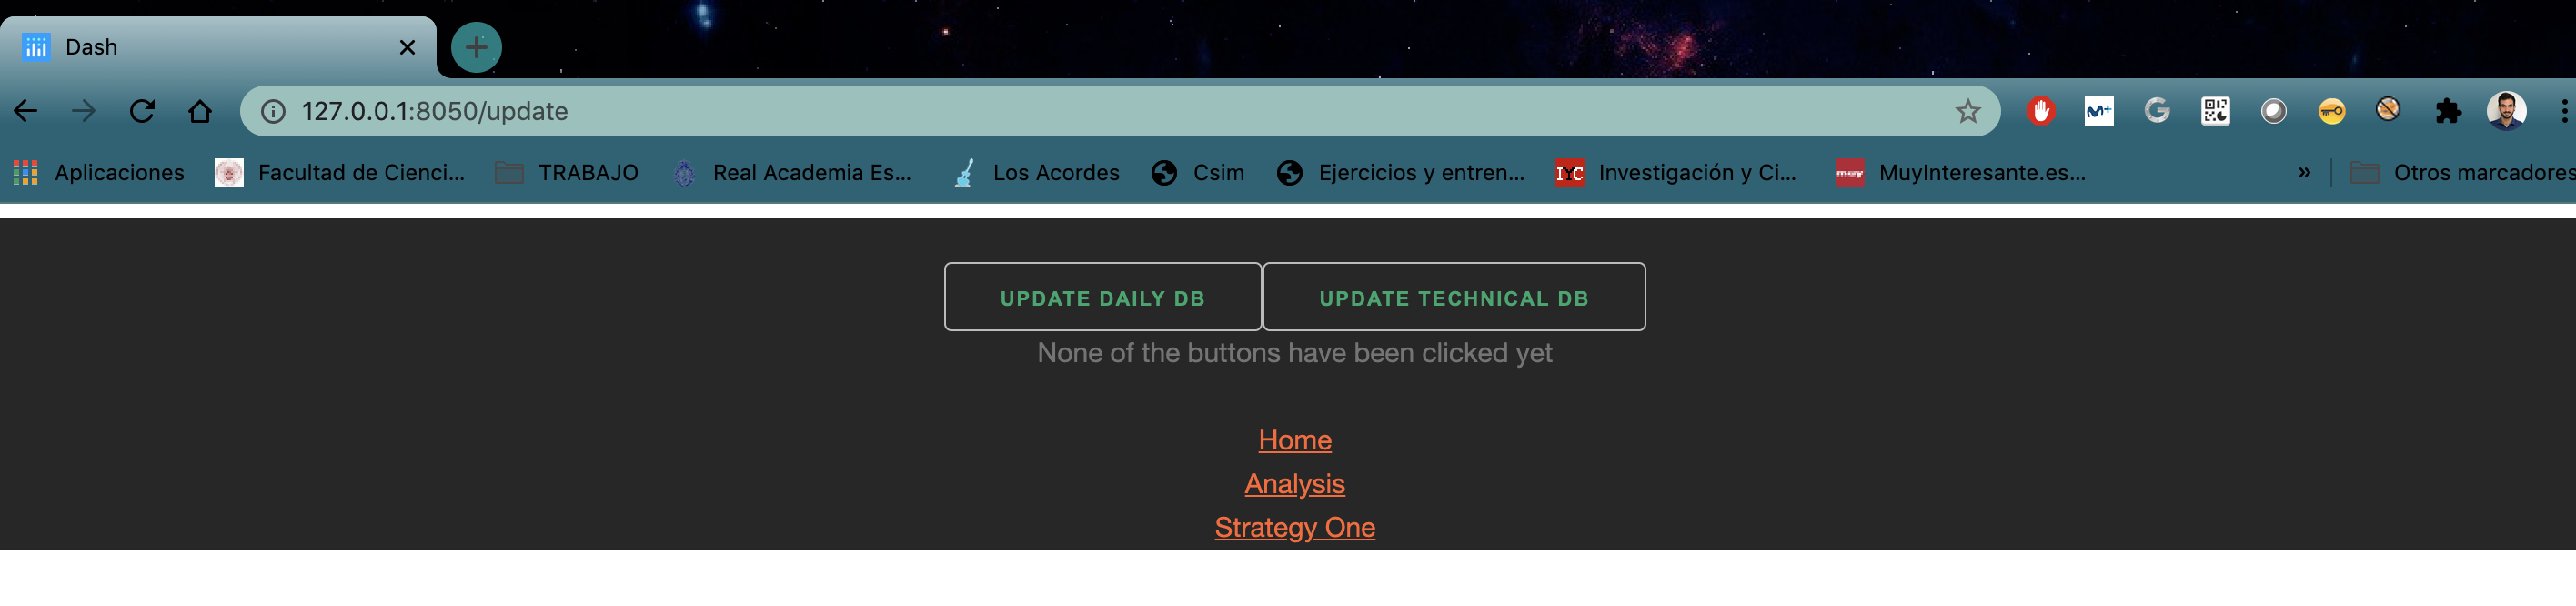 Dash
127.0.0.1:8050/update
Aplicaciones Facultad de Cienci... TRABAJO Real Academia Es... Los Acordes Csim Ejercicios y entren... IYC Investigación y Ci... muy MuyInteresante.es... » Otros marcadores
UPDATE DAILY DB UPDATE TECHNICAL DB
None of the buttons have been clicked yet
Home
Analysis
Strategy One